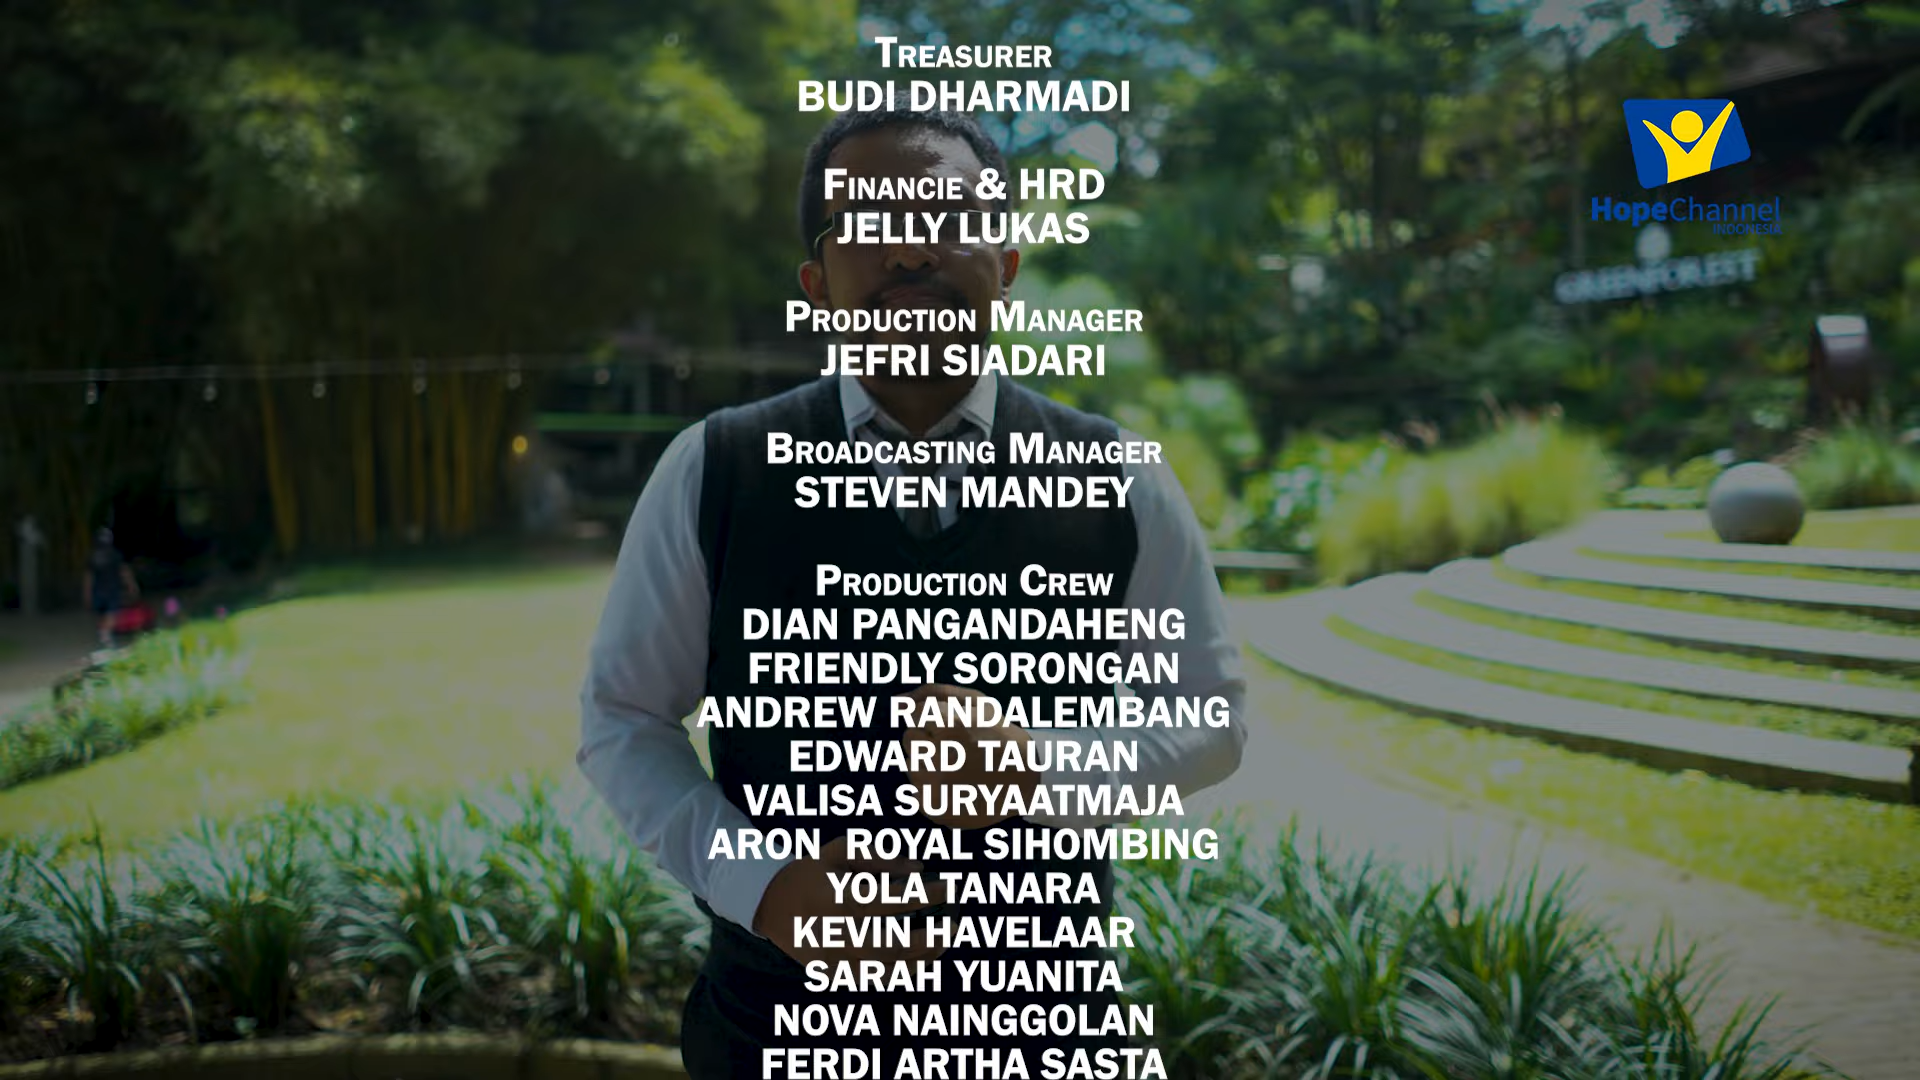 Treasurer
BUDI DHARMADI
Financie & HRD
JELLY LUKAS
Production Manager
JEFRI SIADARI
Broadcasting Manager
STEVEN MANDEY
Production Crew
DIAN PANGANDAHENG
FRIENDLY SORONGAN
ANDREW RANDALEMBANG
EDWARD TAURAN
VALISA SURYAATMAJA
ARON ROYAL SIHOMBING
YOLA TANARA
KEVIN HAVELAAR
SARAH YUANITA
NOVA NAINGGOLAN
FERDI ARTHA SASTA
HopeChannel
INDONESIA
GREENFOREST